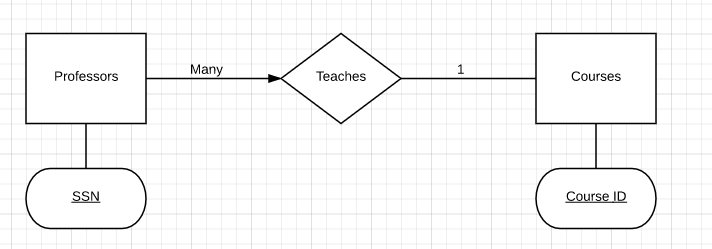 Professors
Many
Teaches
1
Courses
SSN
Course ID